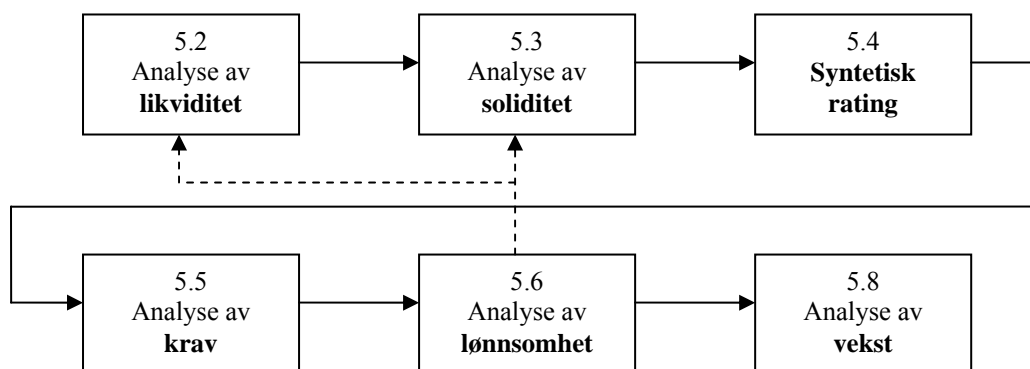 5.2
Analyse av
likviditet
5.3
Analyse av
soliditet
5.4
Syntetisk
rating
5.5
Analyse av
krav
5.6
Analyse av
lønnsomhet
5.8
Analyse av
vekst